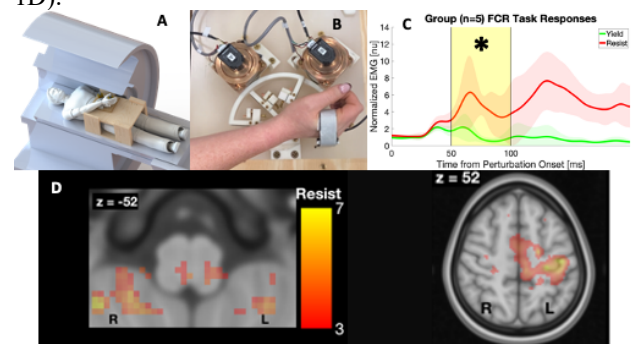 1D).
A
B
C
Group (n=5) FCR Task Responses
Yield
Resist
*
Normalized EMG [nu]
14
12
10
8
6
4
2
0
0
50
100
Time from Perturbation Onset [ms]
D
z = -52
Resist
7
3
R
L
z = 52
R
L